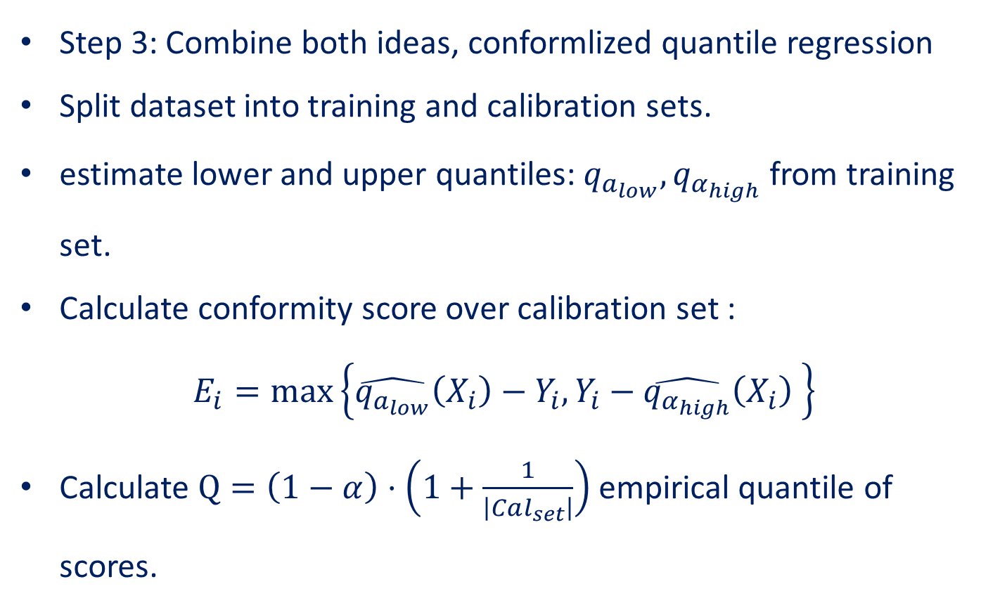 • Step 3: Combine both ideas, conformlized quantile regression
• Split dataset into training and calibration sets.
• estimate lower and upper quantiles: $q_{a_{low}}, q_{\alpha_{high}}$ from training
set.
• Calculate conformity score over calibration set :
$E_i = \max\left\{\widehat{q_{a_{low}}}(X_i) - Y_i, Y_i - \widehat{q_{\alpha_{high}}}(X_i)\right\}$
• Calculate $Q = (1 - \alpha) \cdot \left(1 + \frac{1}{|Cal_{set}|}\right)$ empirical quantile of
scores.